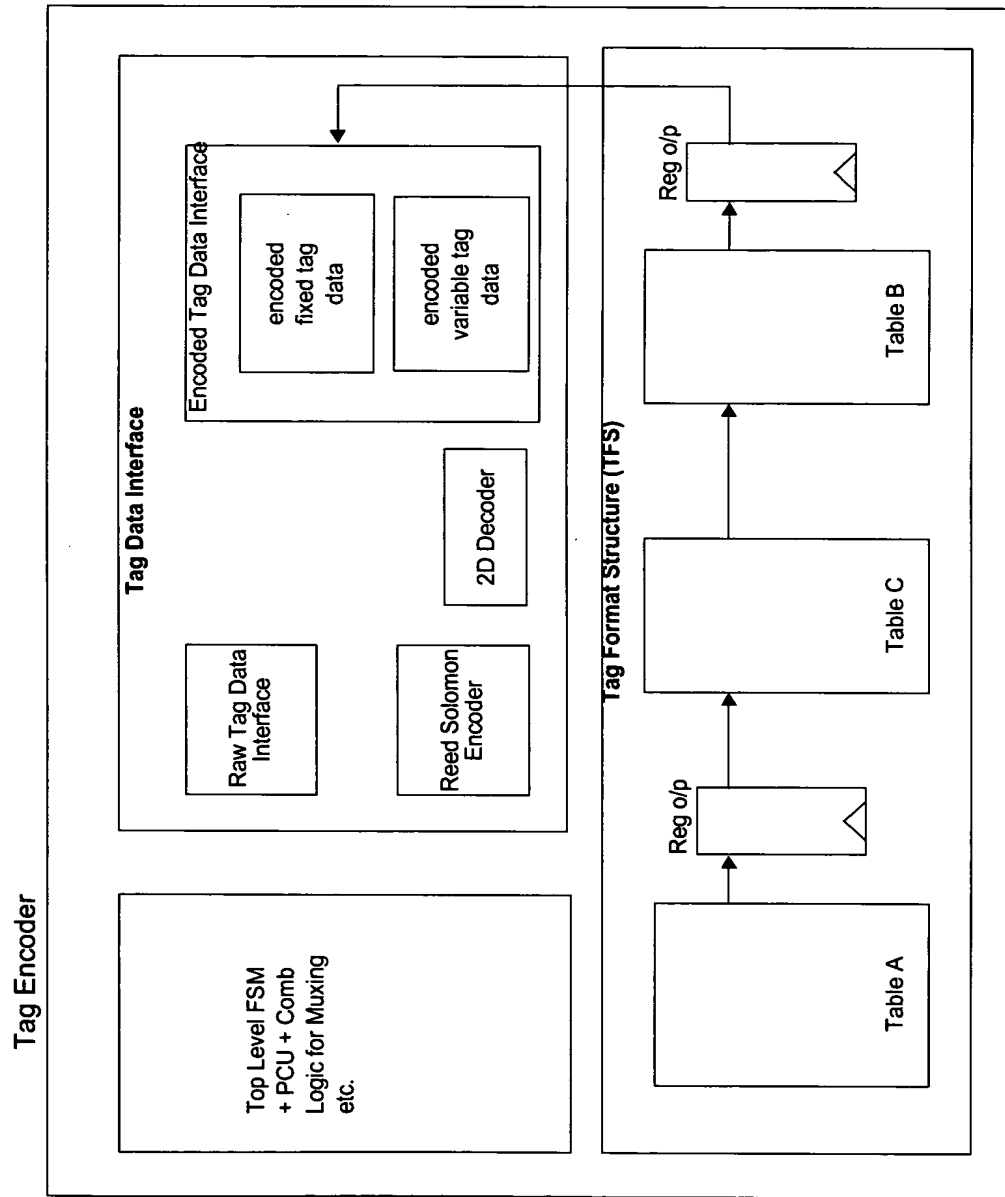 Tag Encoder
Top Level FSM
+ PCU + Comb
Logic for Muxing
etc.
Tag Data Interface
Raw Tag Data
Interface
Reed Solomon
Encoder
2D Decoder
Encoded Tag Data Interface
encoded
fixed tag
data
encoded
variable tag
data
Tag Format Structure (TFS)
Table A
Reg o/p
Table C
Table B
Reg o/p